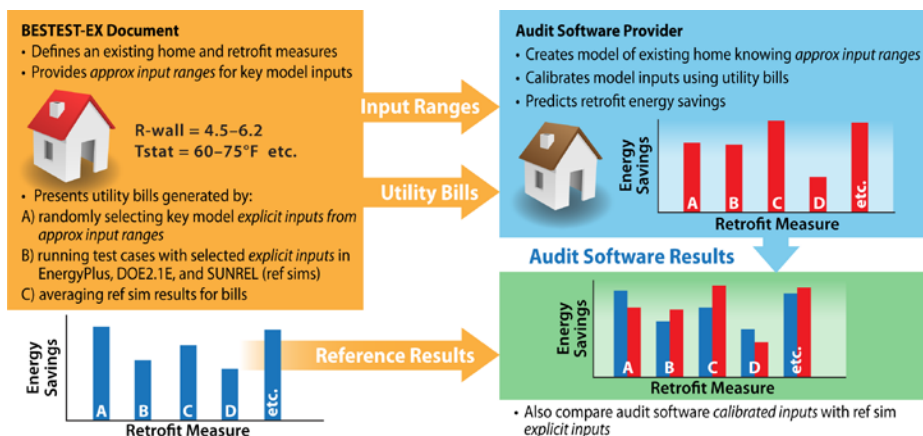 BESTEST-EX Document
• Defines an existing home and retrofit measures
• Provides approx input ranges for key model inputs
R-wall = 4.5–6.2
Tstat = 60–75°F etc.
• Presents utility bills generated by:
A) randomly selecting key model explicit inputs from
approx input ranges
B) running test cases with selected explicit inputs in
EnergyPlus, DOE2.1E, and SUNREL (ref sims)
C) averaging ref sim results for bills
Input Ranges
Utility Bills
Audit Software Provider
• Creates model of existing home knowing approx input ranges
• Calibrates model inputs using utility bills
• Predicts retrofit energy savings
Energy
Savings
A
B
C
D
etc.
Retrofit Measure
Audit Software Results
Energy
Savings
A
B
C
D
etc.
Retrofit Measure
Reference Results
Energy
Savings
A
B
C
D
etc.
Retrofit Measure
• Also compare audit software calibrated inputs with ref sim
explicit inputs